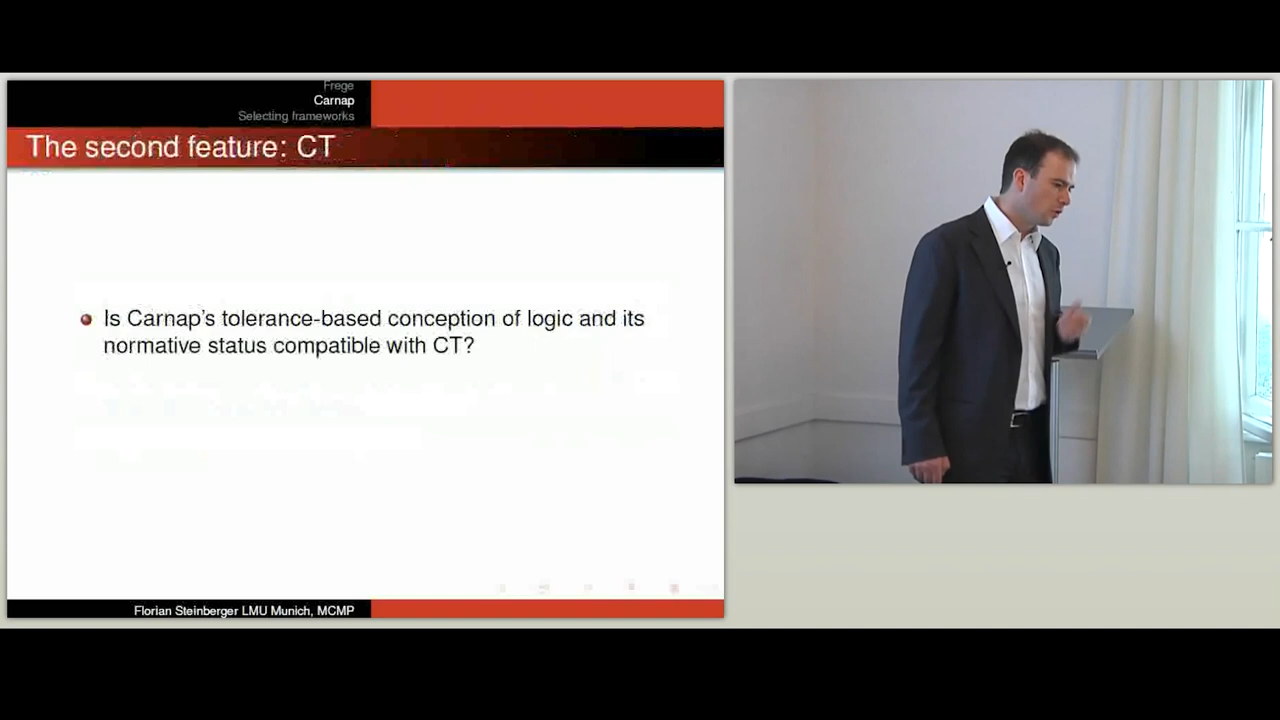 Frege
Carnap
Selecting frameworks
The second feature: CT
Is Carnap's tolerance-based conception of logic and its
normative status compatible with CT?
Florian Steinberger LMU Munich, MCMP